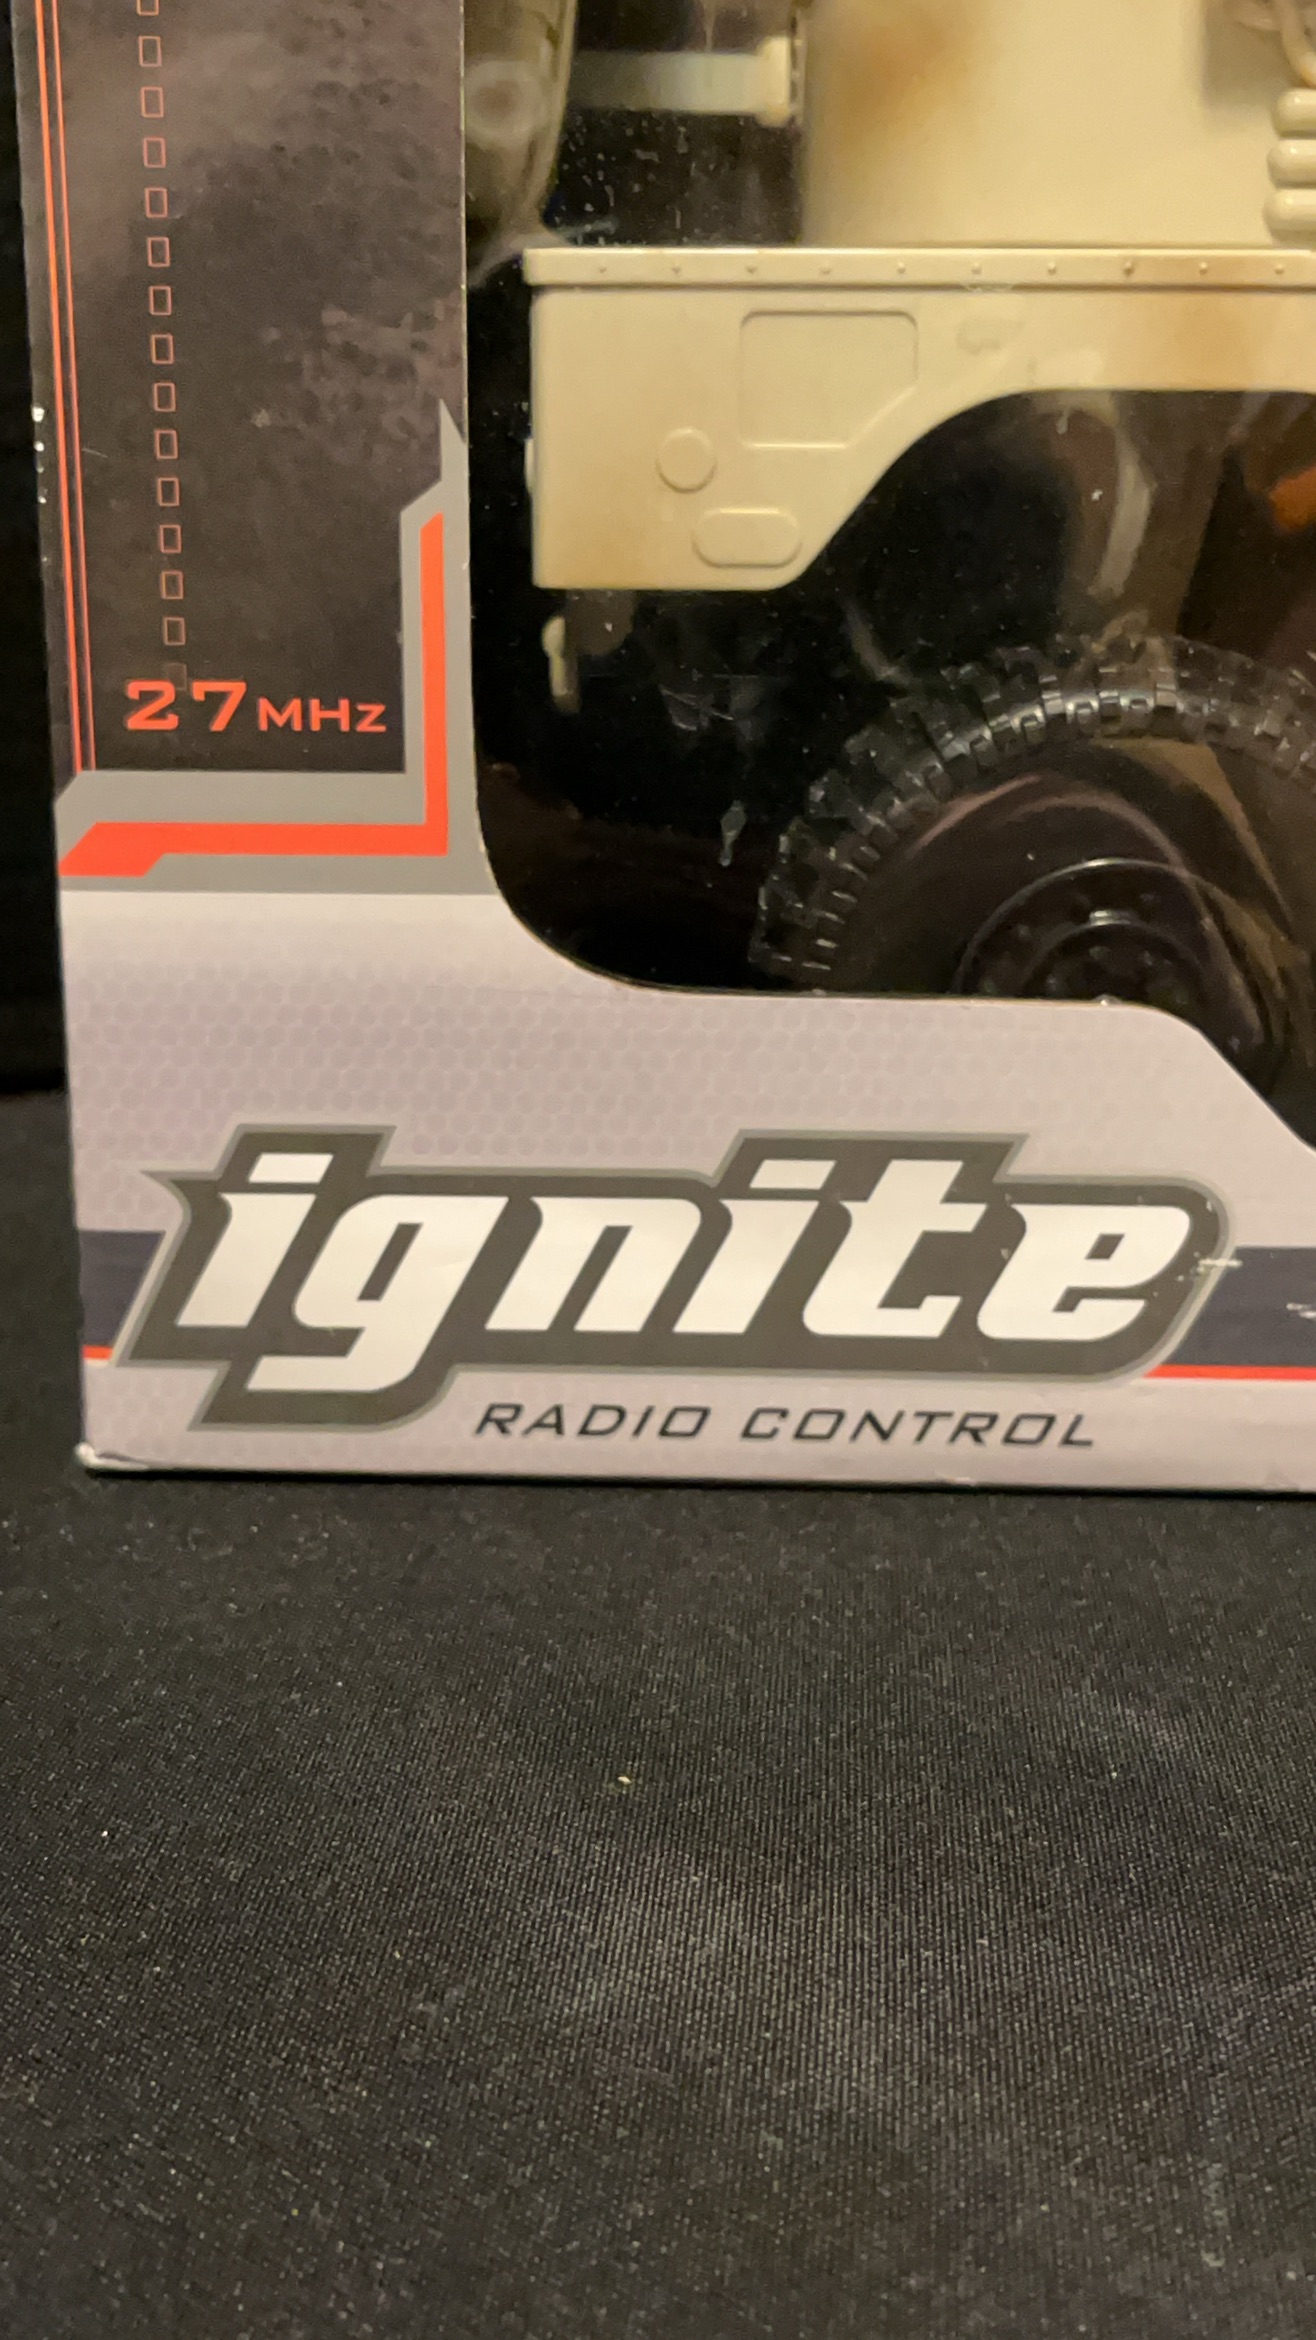 27MHz
ignite
RADIO CONTROL